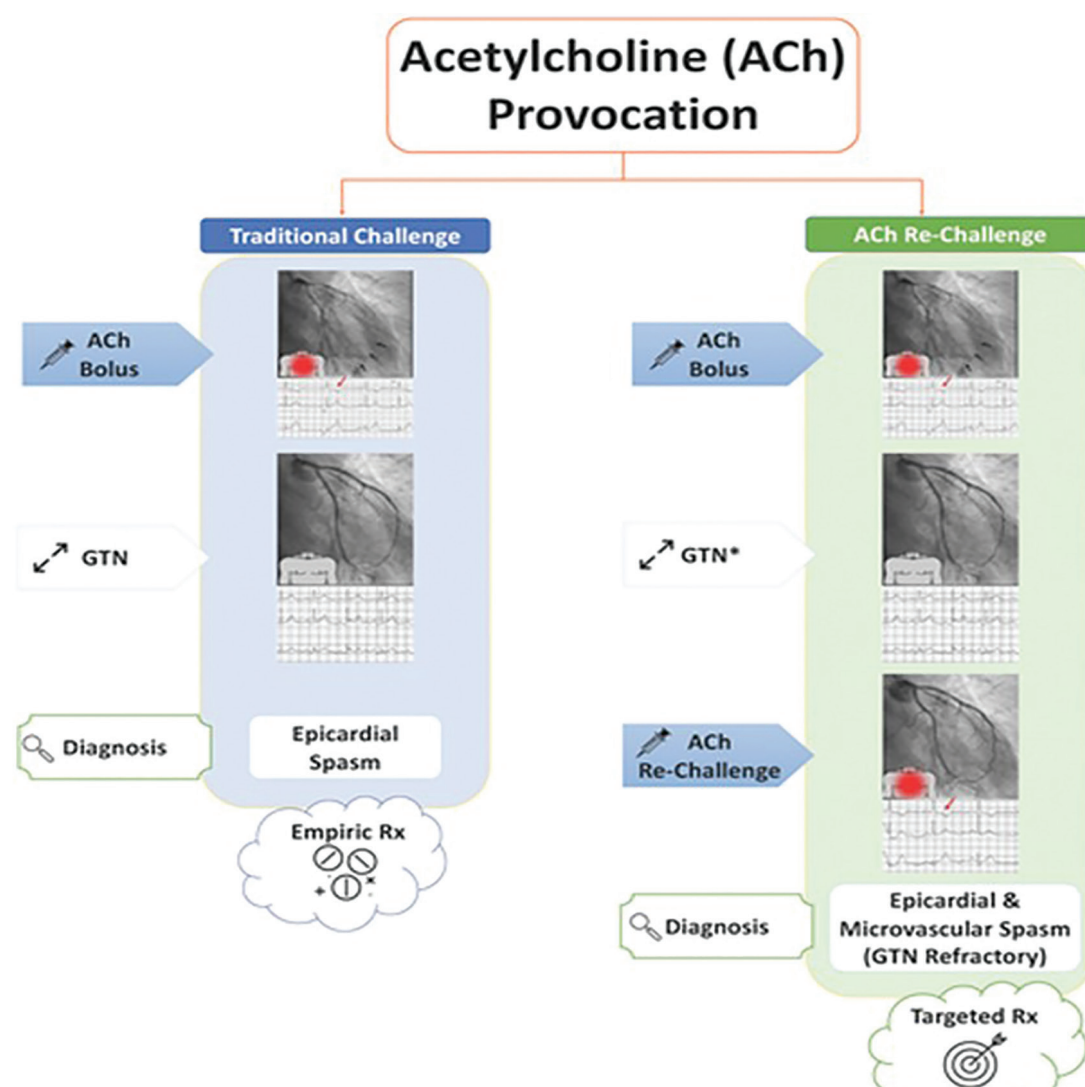 Acetylcholine (ACh)
Provocation
Traditional Challenge
ACh
Bolus
GTN
Diagnosis
Epicardial
Spasm
Empiric Rx
ACh Re-Challenge
ACh
Bolus
GTN*
ACh
Re-Challenge
Diagnosis
Epicardial &
Microvascular Spasm
(GTN Refractory)
Targeted Rx